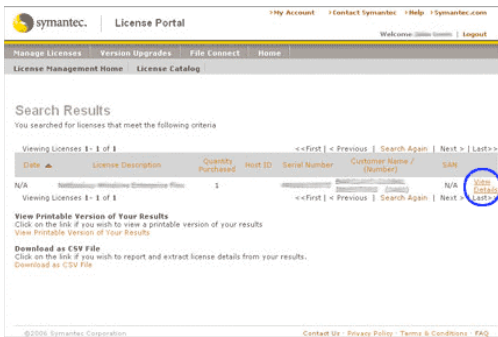 My Account Contact Symantec Help Symantec.com
symantec. License Portal
Welcome | Logout
Manage Licenses Version Upgrades File Connect Home
License Management Home License Catalog
Search Results
You searched for licenses that meet the following criteria
Viewing Licenses 1- 1 of 1 <<First | < Previous | Search Again | Next > | Last>>
Date License Description Quantity Purchased Host ID Serial Number Customer Name / (Number) SAN
N/A 1 N/A View Details
Viewing Licenses 1- 1 of 1 <<First | < Previous | Search Again | Next > | Last>>
View Printable Version of Your Results
Click on the link if you wish to view a printable version of your results
View Printable Version of Your Results
Download as CSV File
Click on the link if you wish to report and extract license details from your results.
Download as CSV File
©2006 Symantec Corporation Contact Us · Privacy Policy · Terms & Conditions · FAQ